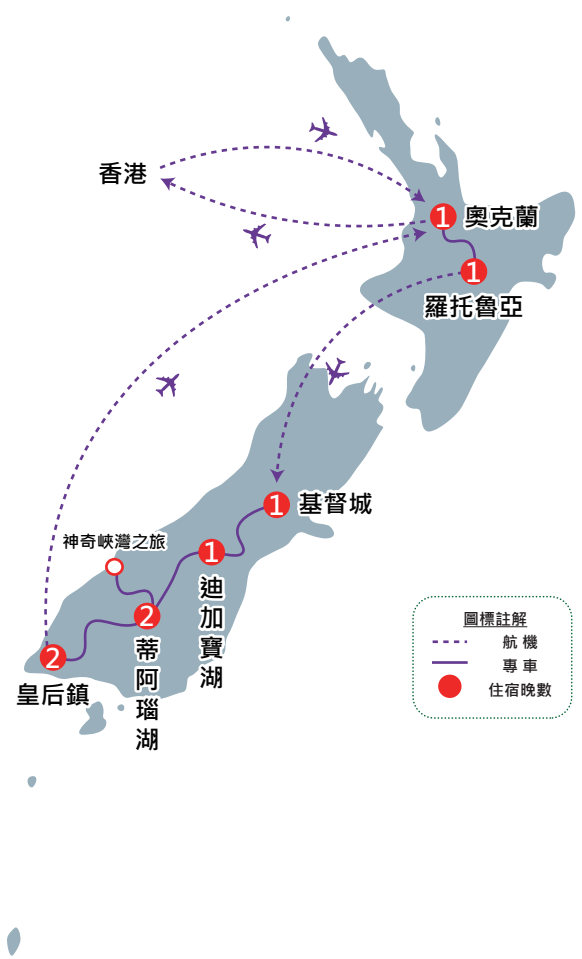 香港
1 奧克蘭
1
羅托魯亞
1 基督城
神奇峽灣之旅
1
迪加寶湖
2
蒂阿瑙湖
2
皇后鎮
圖標註解
航機
專車
住宿晚數